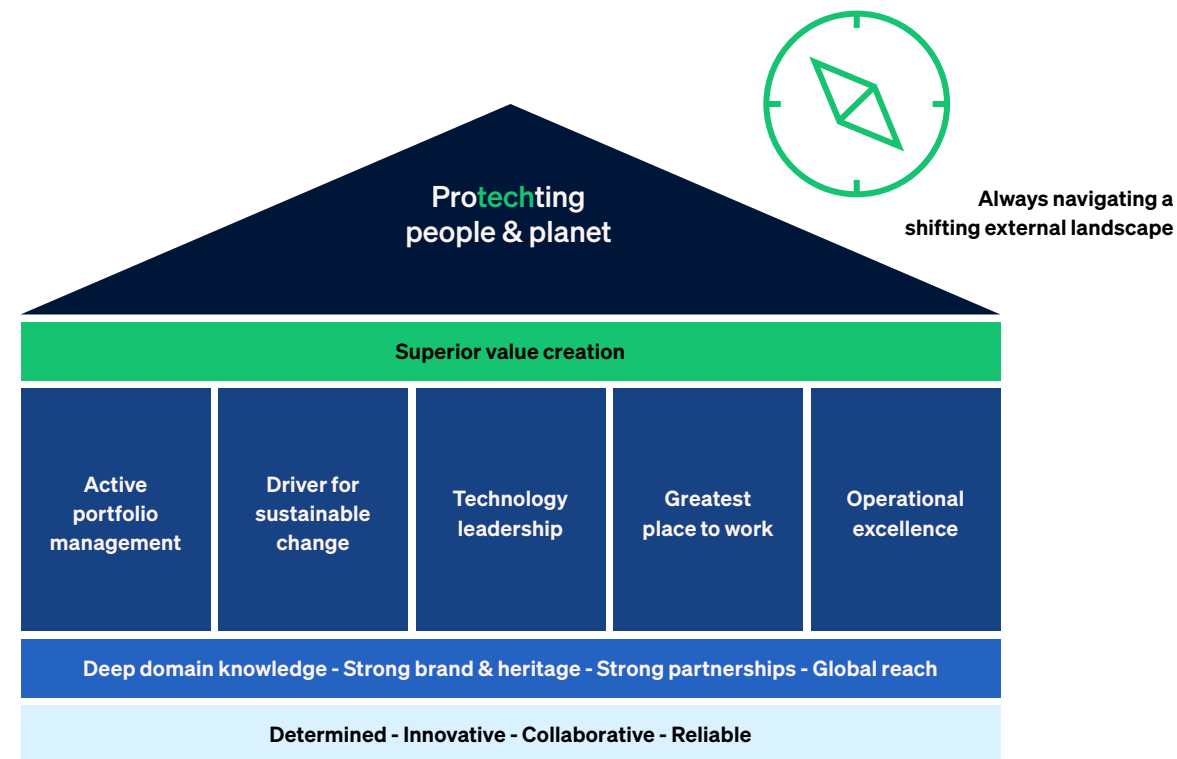 Protechting
people & planet
Always navigating a
shifting external landscape
Superior value creation
Active
portfolio
management
Driver for
sustainable
change
Technology
leadership
Greatest
place to work
Operational
excellence
Deep domain knowledge - Strong brand & heritage - Strong partnerships - Global reach
Determined - Innovative - Collaborative - Reliable